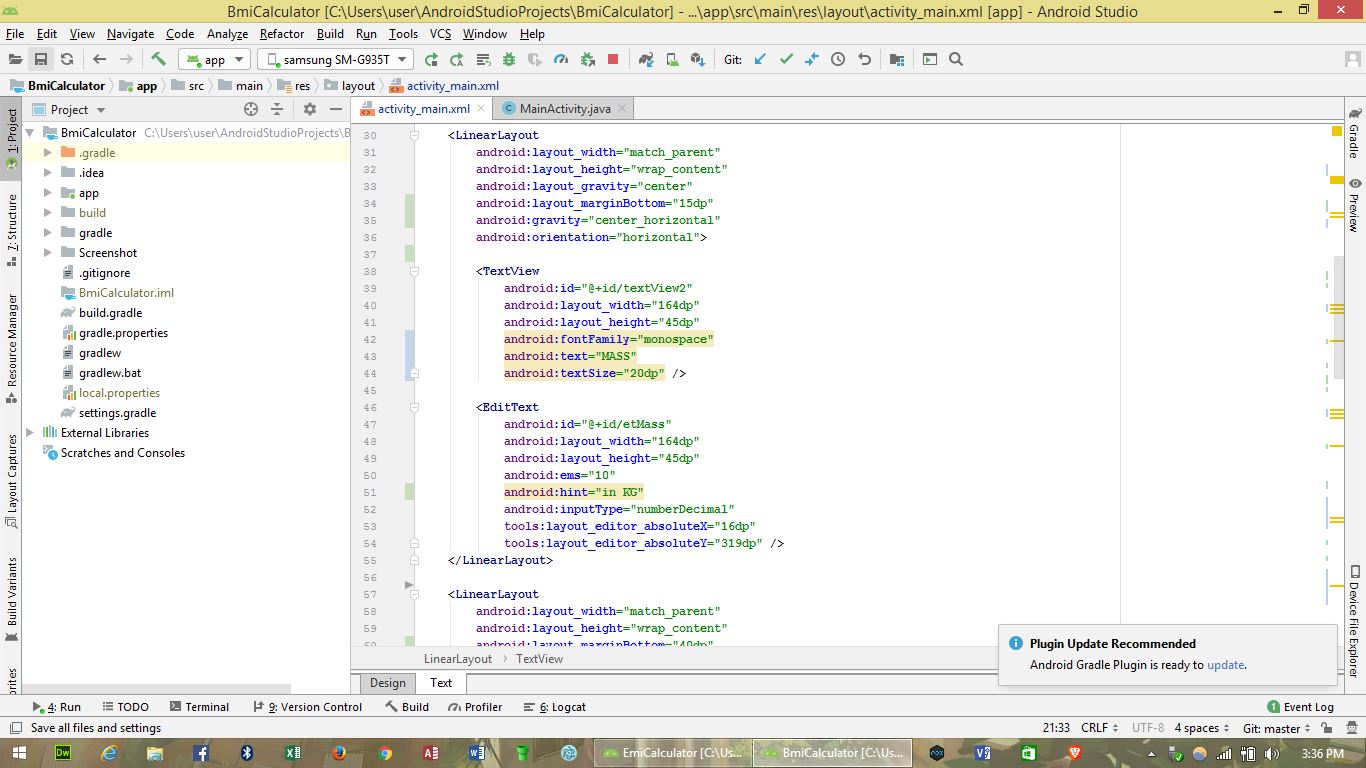 BmiCalculator [C:\Users\user\AndroidStudioProjects\BmiCalculator] - ...\app\src\main\res\layout\activity_main.xml [app] - Android Studio
File Edit View Navigate Code Analyze Refactor Build Run Tools VCS Window Help
app samsung SM-G935T Git:
BmiCalculator app src main res layout activity_main.xml
Project
activity_main.xml MainActivity.java
1: Project
7: Structure
Resource Manager
Layout Captures
Build Variants
BmiCalculator C:\Users\user\AndroidStudioProjects\B
.gradle
.idea
app
build
gradle
Screenshot
.gitignore
BmiCalculator.iml
build.gradle
gradle.properties
gradlew
gradlew.bat
local.properties
settings.gradle
External Libraries
Scratches and Consoles
30 <LinearLayout
31 android:layout_width="match_parent"
32 android:layout_height="wrap_content"
33 android:layout_gravity="center"
34 android:layout_marginBottom="15dp"
35 android:gravity="center_horizontal"
36 android:orientation="horizontal">
37
38 <TextView
39 android:id="@+id/textView2"
40 android:layout_width="164dp"
41 android:layout_height="45dp"
42 android:fontFamily="monospace"
43 android:text="MASS"
44 android:textSize="20dp" />
45
46 <EditText
47 android:id="@+id/etMass"
48 android:layout_width="164dp"
49 android:layout_height="45dp"
50 android:ems="10"
51 android:hint="in KG"
52 android:inputType="numberDecimal"
53 tools:layout_editor_absoluteX="16dp"
54 tools:layout_editor_absoluteY="319dp" />
55 </LinearLayout>
56
57 <LinearLayout
58 android:layout_width="match_parent"
59 android:layout_height="wrap_content"
60 android:layout_marginBottom="40dp"
LinearLayout TextView
Design Text
Gradle
Preview
Device File Explorer
Plugin Update Recommended
Android Gradle Plugin is ready to update.
4: Run TODO Terminal 9: Version Control Build Profiler 6: Logcat 1 Event Log
Save all files and settings 21:33 CRLF UTF-8 4 spaces Git: master
EmiCalculator [C:\Us... BmiCalculator [C:\Us... 3:36 PM